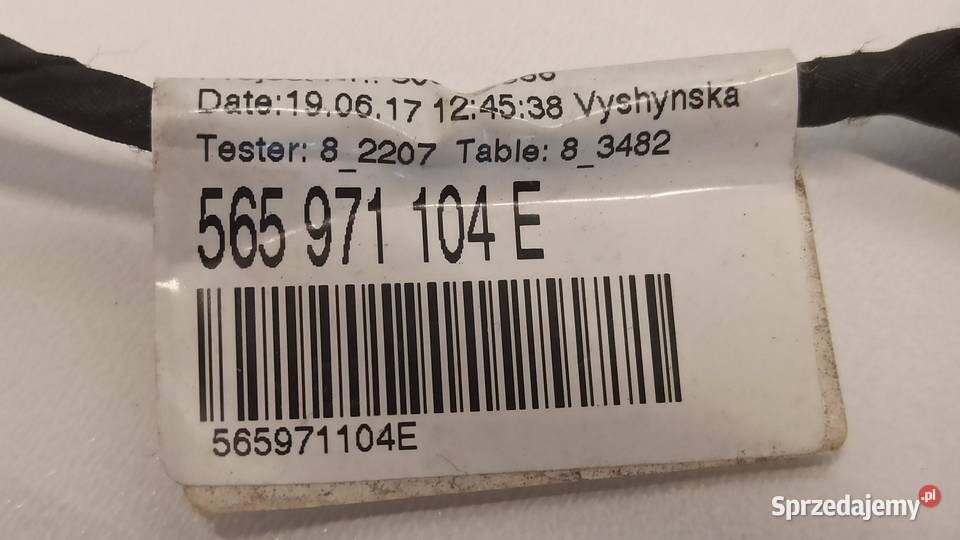 Date:19.06.17 12:45:38 Vyshynska
Tester: 8_2207 Table: 8_3482
565 971 104 E
565971104E
Sprzedajemy.pl